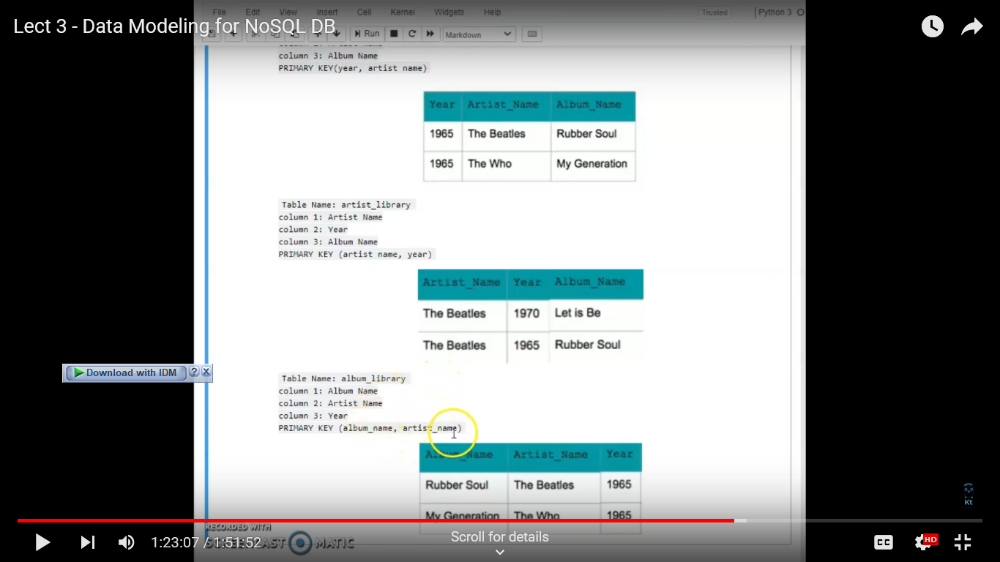 File Edit View Insert Cell Kernel Widgets Help Trusted Python 3
Lect 3 - Data Modeling for NoSQL DB
Run Markdown
column 3: Album Name
PRIMARY KEY(year, artist name)
Year Artist_Name Album_Name
1965 The Beatles Rubber Soul
1965 The Who My Generation
Table Name: artist_library
column 1: Artist Name
column 2: Year
column 3: Album Name
PRIMARY KEY (artist name, year)
Artist_Name Year Album_Name
The Beatles 1970 Let is Be
The Beatles 1965 Rubber Soul
Download with IDM ? X
Table Name: album_library
column 1: Album Name
column 2: Artist Name
column 3: Year
PRIMARY KEY (album_name, artist_name)
Album_Name Artist_Name Year
Rubber Soul The Beatles 1965
My Generation The Who 1965
Kt
RECORDED WITH
SCREENCAST MATIC
1:23:07 / 1:51:52
Scroll for details
CC HD